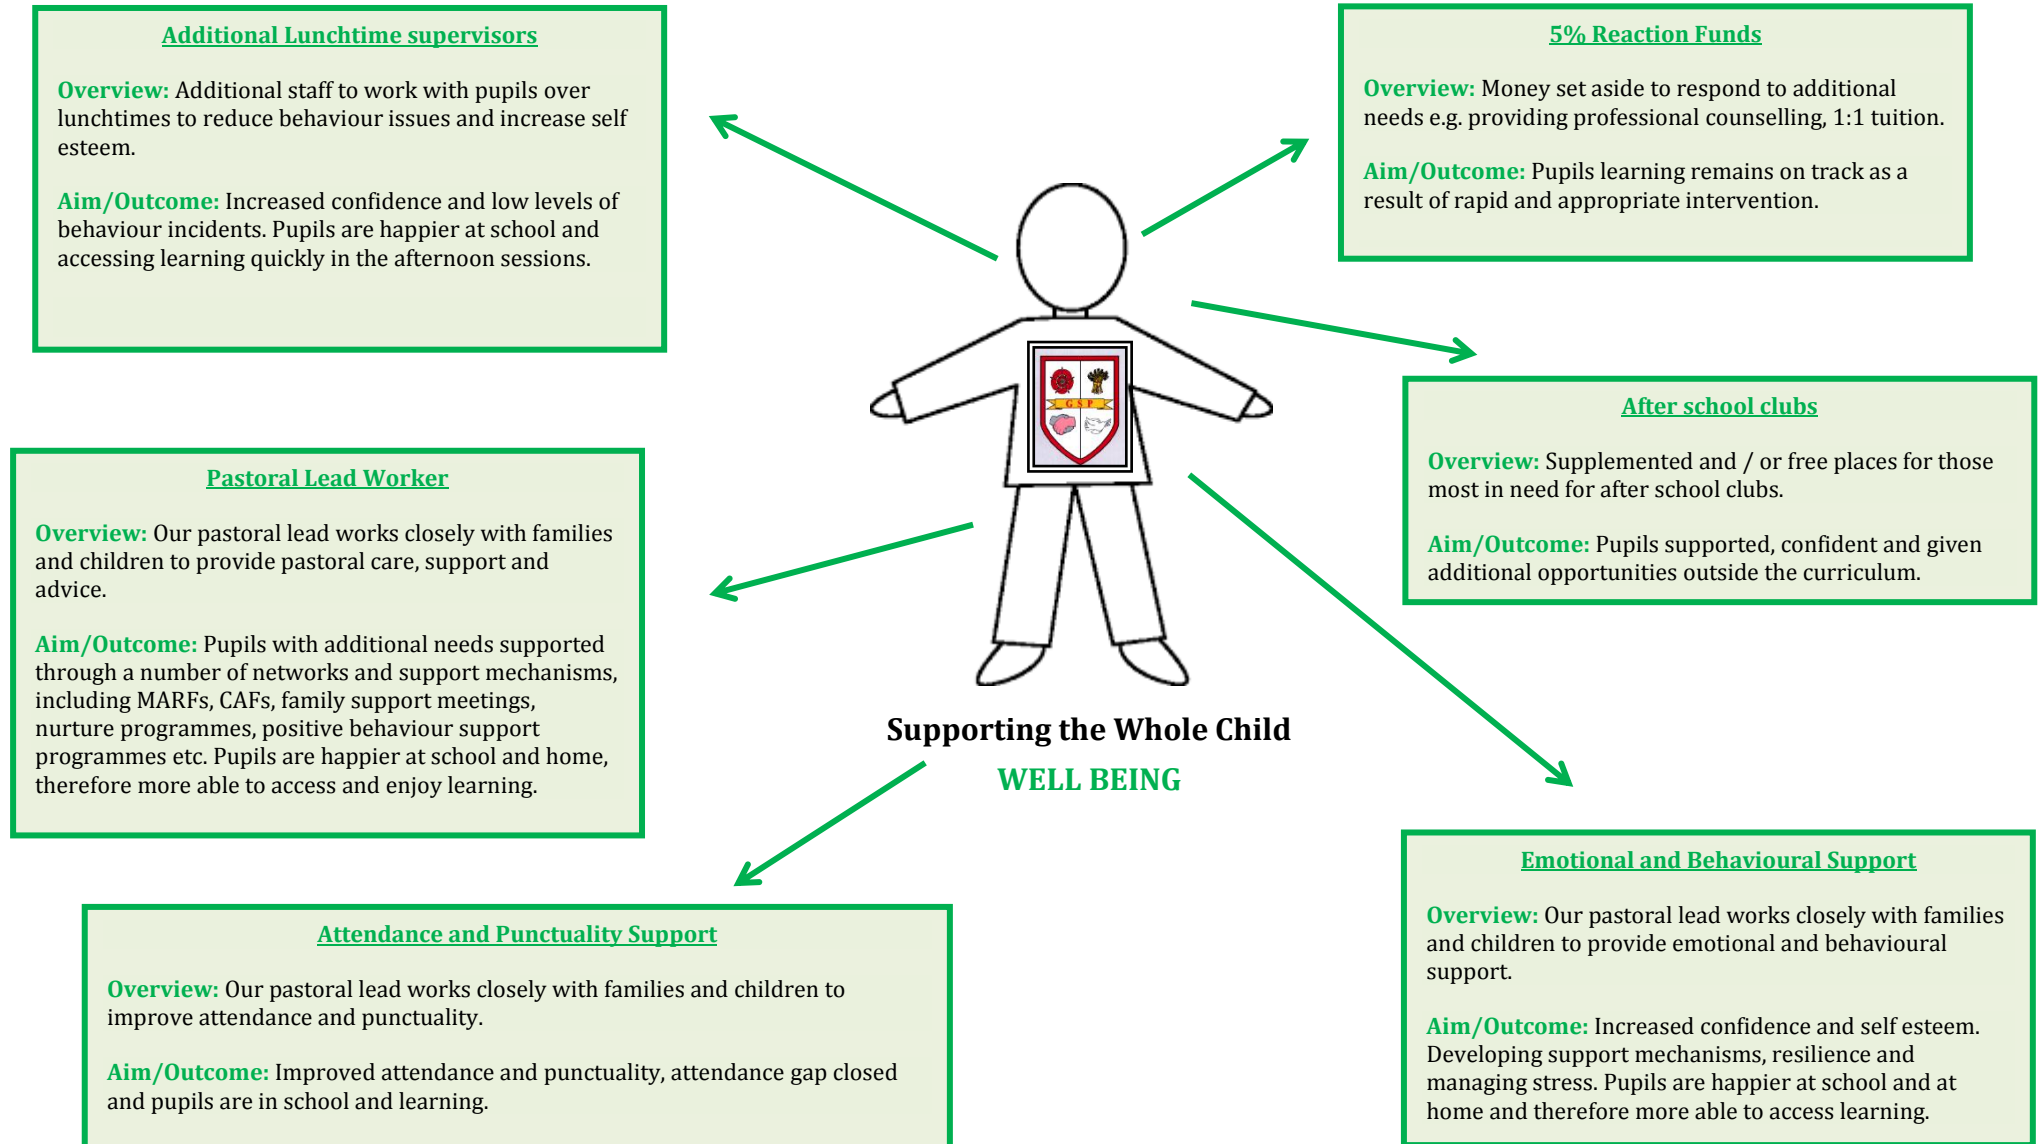 Additional Lunchtime supervisors
Overview: Additional staff to work with pupils over
lunchtimes to reduce behaviour issues and increase self
esteem.
Aim/Outcome: Increased confidence and low levels of
behaviour incidents. Pupils are happier at school and
accessing learning quickly in the afternoon sessions.
5% Reaction Funds
Overview: Money set aside to respond to additional
needs e.g. providing professional counselling, 1:1 tuition.
Aim/Outcome: Pupils learning remains on track as a
result of rapid and appropriate intervention.
G S P
After school clubs
Overview: Supplemented and / or free places for those
most in need for after school clubs.
Aim/Outcome: Pupils supported, confident and given
additional opportunities outside the curriculum.
Pastoral Lead Worker
Overview: Our pastoral lead works closely with families
and children to provide pastoral care, support and
advice.
Aim/Outcome: Pupils with additional needs supported
through a number of networks and support mechanisms,
including MARFs, CAFs, family support meetings,
nurture programmes, positive behaviour support
programmes etc. Pupils are happier at school and home,
therefore more able to access and enjoy learning.
Supporting the Whole Child
WELL BEING
Attendance and Punctuality Support
Overview: Our pastoral lead works closely with families and children to
improve attendance and punctuality.
Aim/Outcome: Improved attendance and punctuality, attendance gap closed
and pupils are in school and learning.
Emotional and Behavioural Support
Overview: Our pastoral lead works closely with families
and children to provide emotional and behavioural
support.
Aim/Outcome: Increased confidence and self esteem.
Developing support mechanisms, resilience and
managing stress. Pupils are happier at school and at
home and therefore more able to access learning.